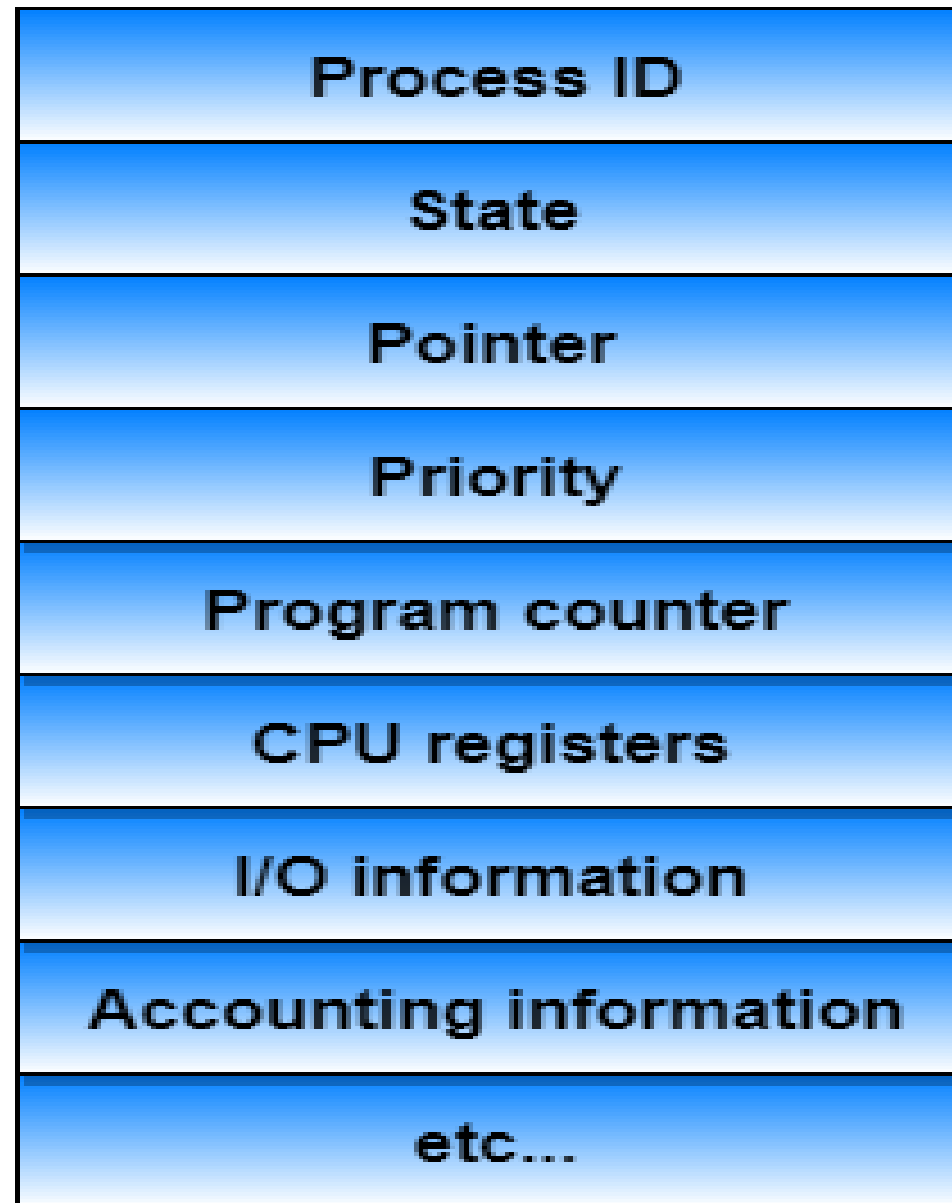 Process ID
State
Pointer
Priority
Program counter
CPU registers
I/O information
Accounting information
etc...